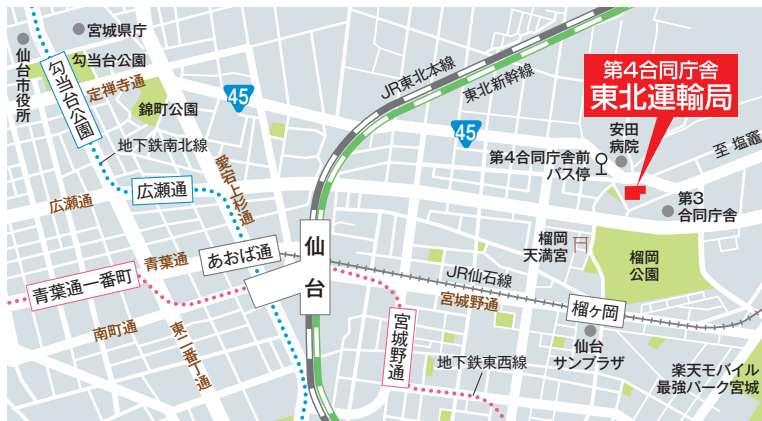 宮城県庁
勾当台公園
仙台市役所
定禅寺通
勾当台公園
錦町公園
45
JR東北本線
東北新幹線
第4合同庁舎
東北運輸局
45
安田
病院
至 塩竈
地下鉄南北線
第4合同庁舎前
バス停
愛宕上杉通
広瀬通
広瀬通
第3
合同庁舎
榴岡
天満宮
榴岡
公園
仙台
あおば通
青葉通
青葉通一番町
JR仙石線
宮城野通
榴ヶ岡
南町通
東二番丁通
宮城野通
仙台
サンプラザ
地下鉄東西線
楽天モバイル
最強パーク宮城